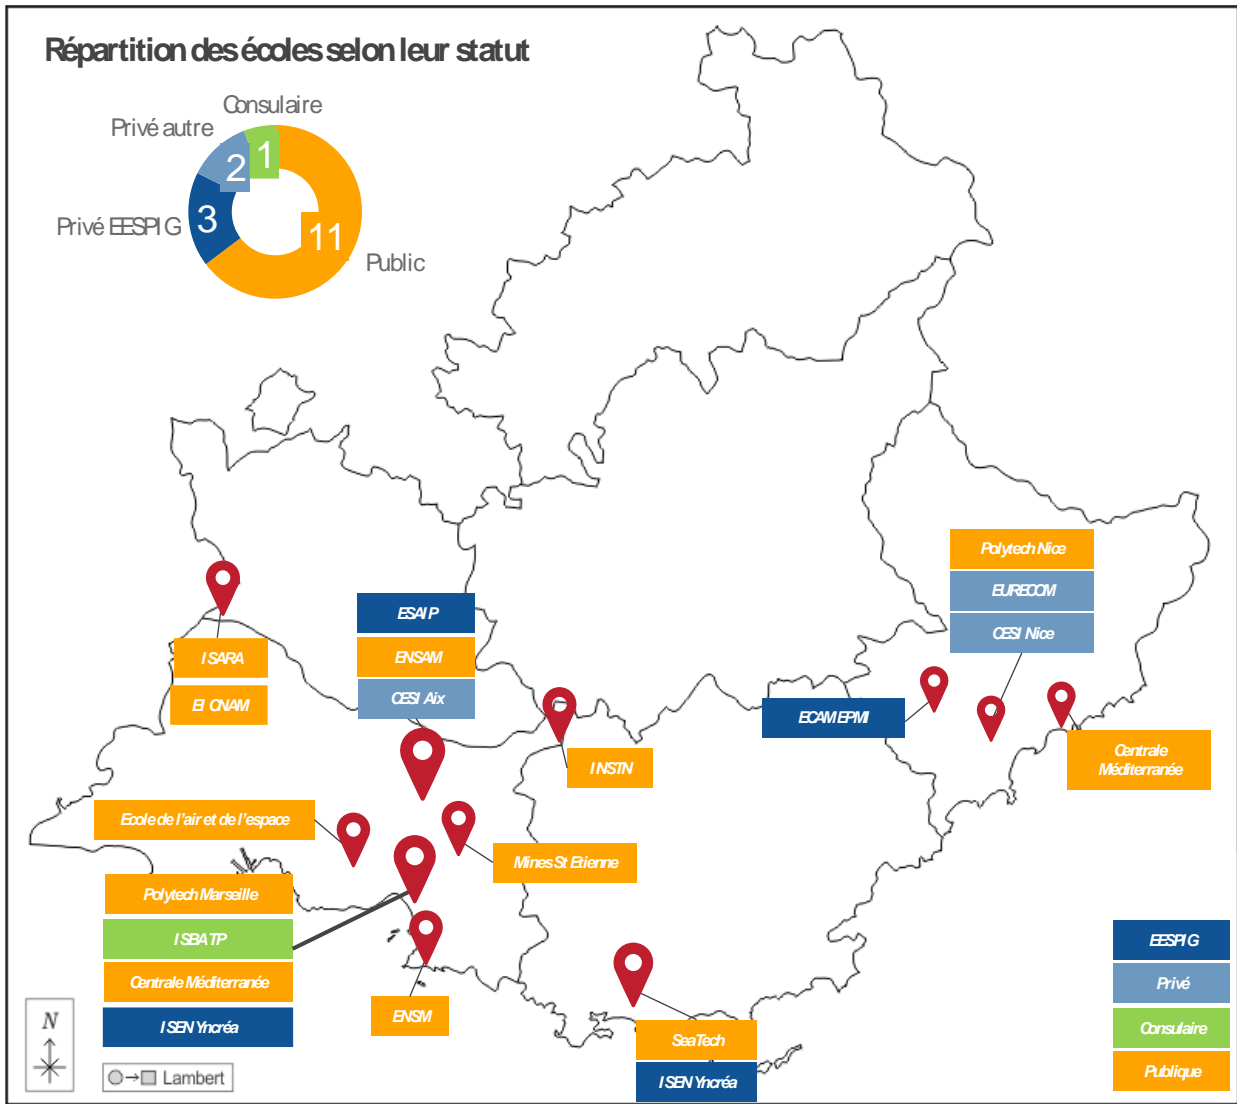 Répartition des écoles selon leur statut
Consulaire
Privé autre
1
2
Privé EESPIG
3
11
Public
Polytech Nice
EURECOM
CESI Nice
ESAIP
ENSAM
CESI Aix
ISARA
EI CNAM
ECAM EPMI
Centrale
Méditerranée
INSTN
Ecole de l'air et de l'espace
Mines St Etienne
Polytech Marseille
ISBA TP
Centrale Méditerranée
ISEN Yncréa
ENSM
SeaTech
ISEN Yncréa
EESPIG
Privé
Consulaire
Publique
N
Lambert